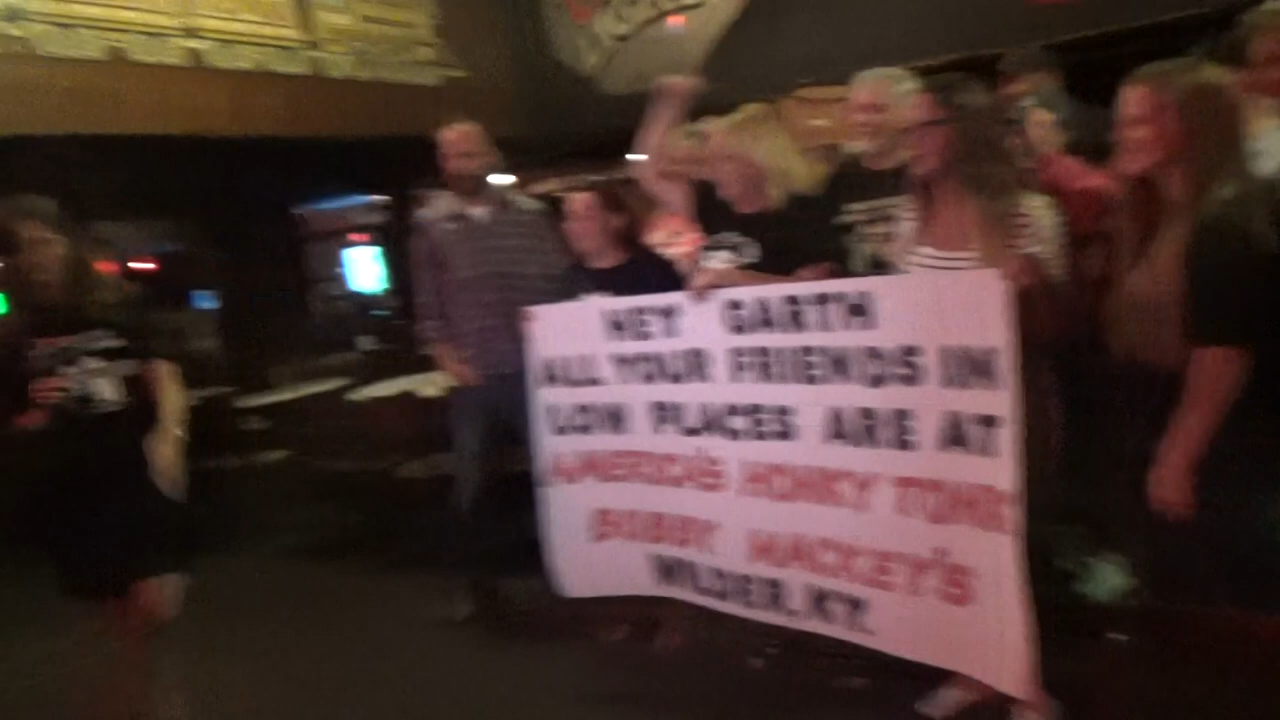 HEY GARTH
ALL YOUR FRIENDS IN
LOW PLACES ARE AT
AMERICA'S HONKY TONK
BOBBY MACKEY'S
WILDER, KY.